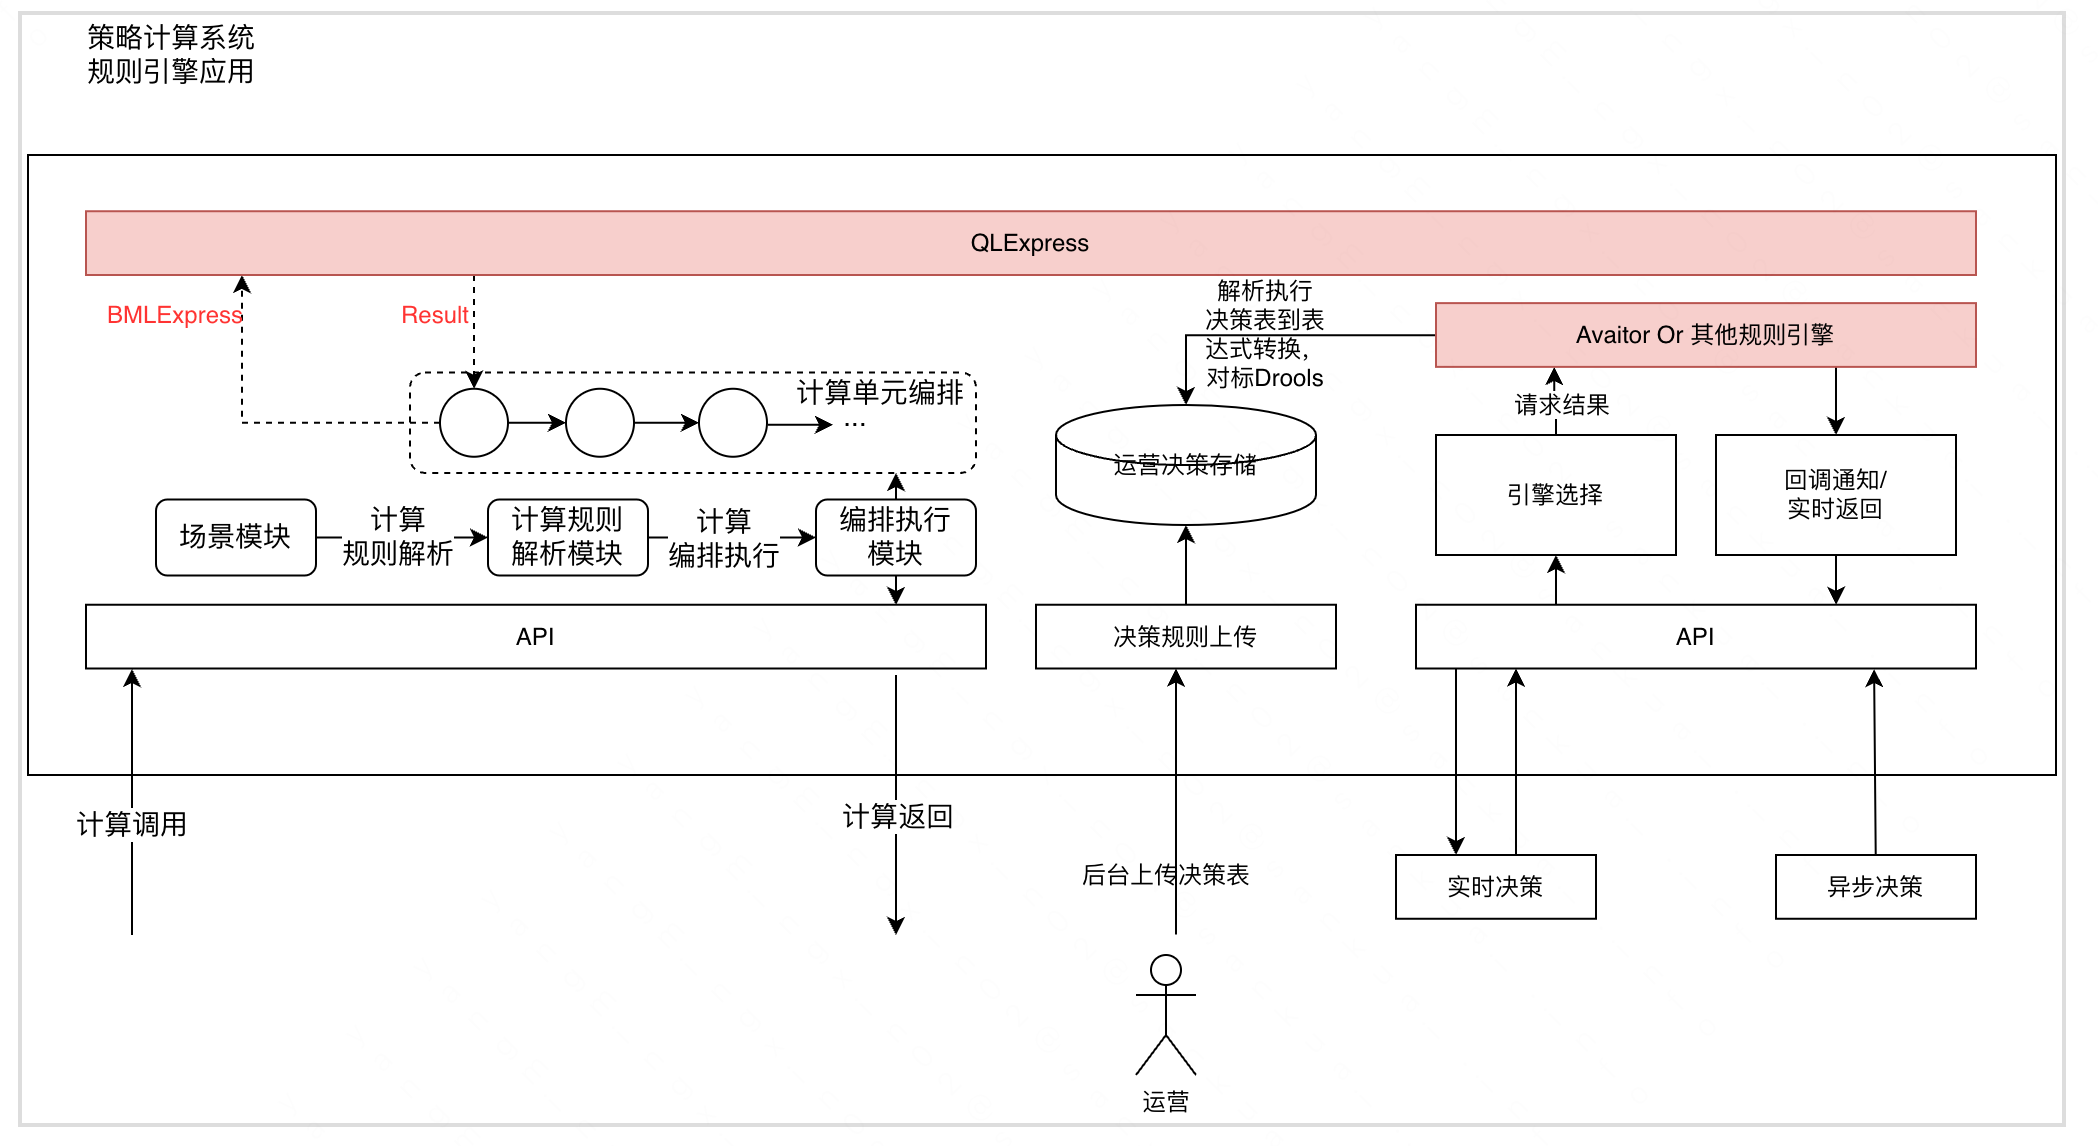 策略计算系统
规则引擎应用
QLExpress
BMLExpress
Result
解析执行
决策表到表
达式转换，
对标Drools
Avaitor Or 其他规则引擎
计算单元编排
...
请求结果
运营决策存储
引擎选择
回调通知/
实时返回
场景模块
计算
规则解析
计算规则
解析模块
计算
编排执行
编排执行
模块
API
决策规则上传
API
计算调用
计算返回
后台上传决策表
实时决策
异步决策
运营